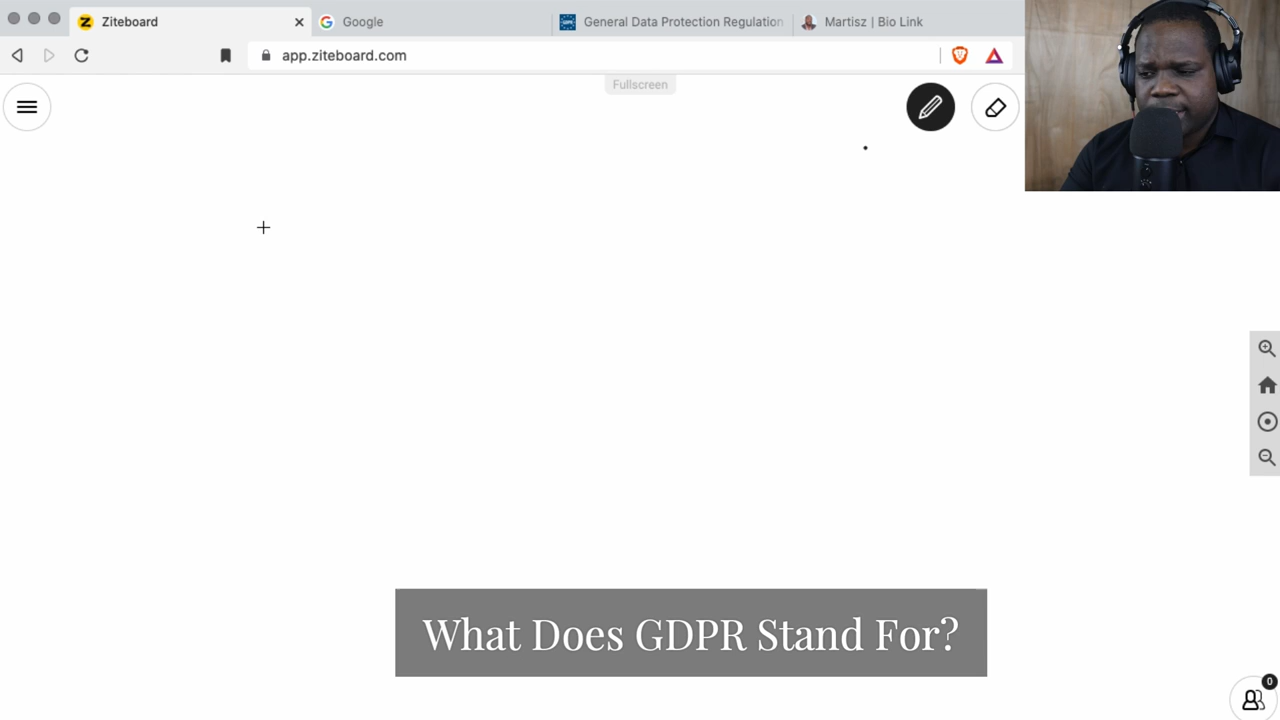 Ziteboard
Google
General Data Protection Regulation
Martisz | Bio Link
app.ziteboard.com
Fullscreen
What Does GDPR Stand For?
0